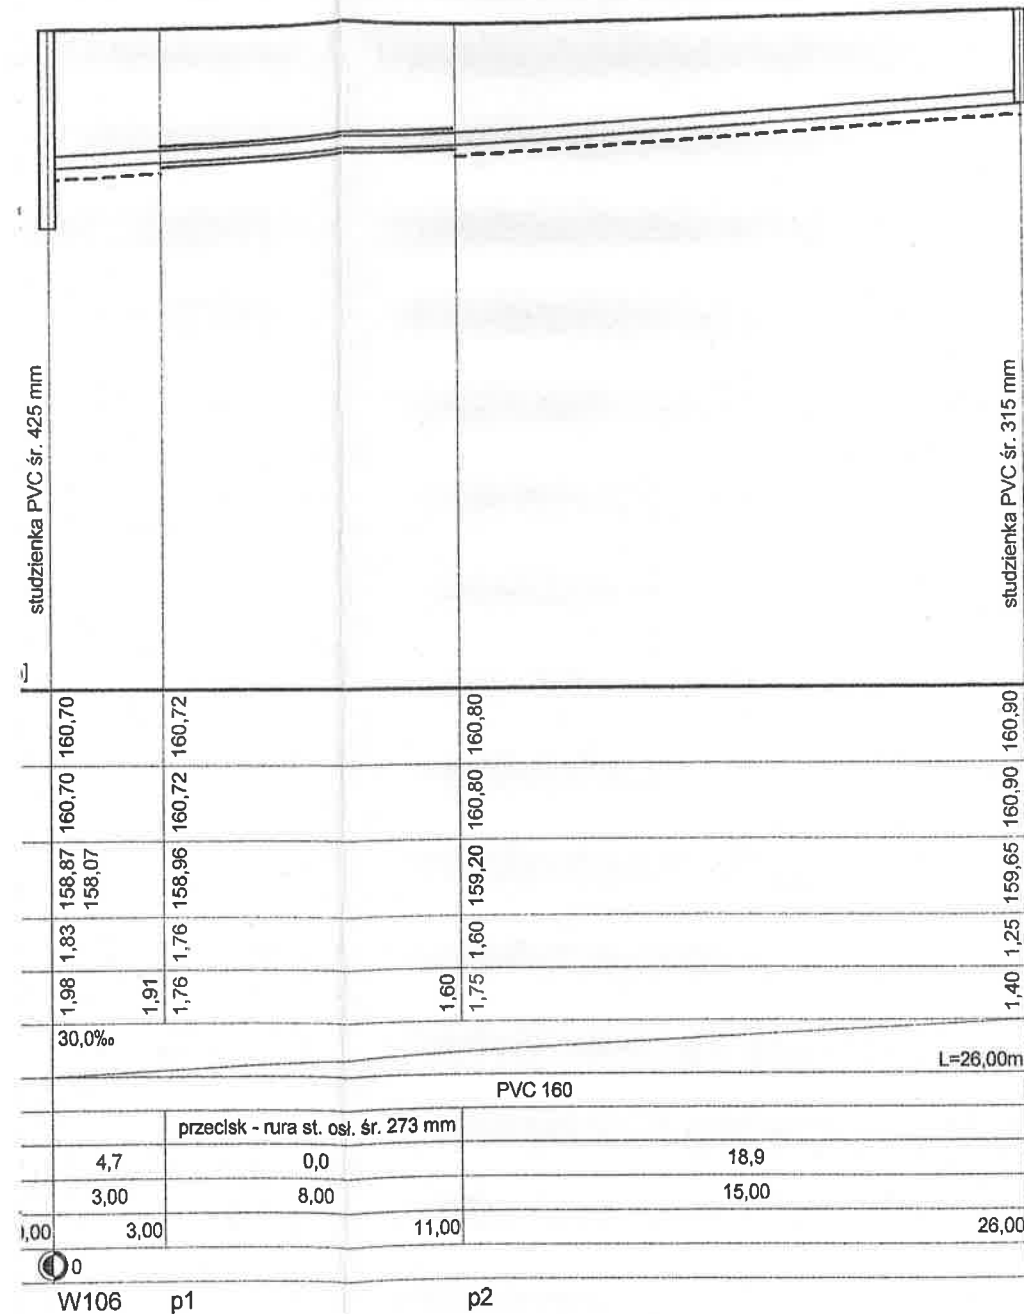 studzienka PVC śr. 425 mm
studzienka PVC śr. 315 mm
160,70 160,72 160,80 160,90
160,70 160,72 160,80 160,90
158,87 158,96 159,20 159,65
158,07
1,83 1,76 1,60 1,25
1,98 1,91 1,76 1,60 1,75 1,40
30,0‰
L=26,00m
PVC 160
przecisk - rura st. osł. śr. 273 mm
4,7 0,0 18,9
3,00 8,00 15,00
3,00 11,00 26,00
0
W106 p1 p2